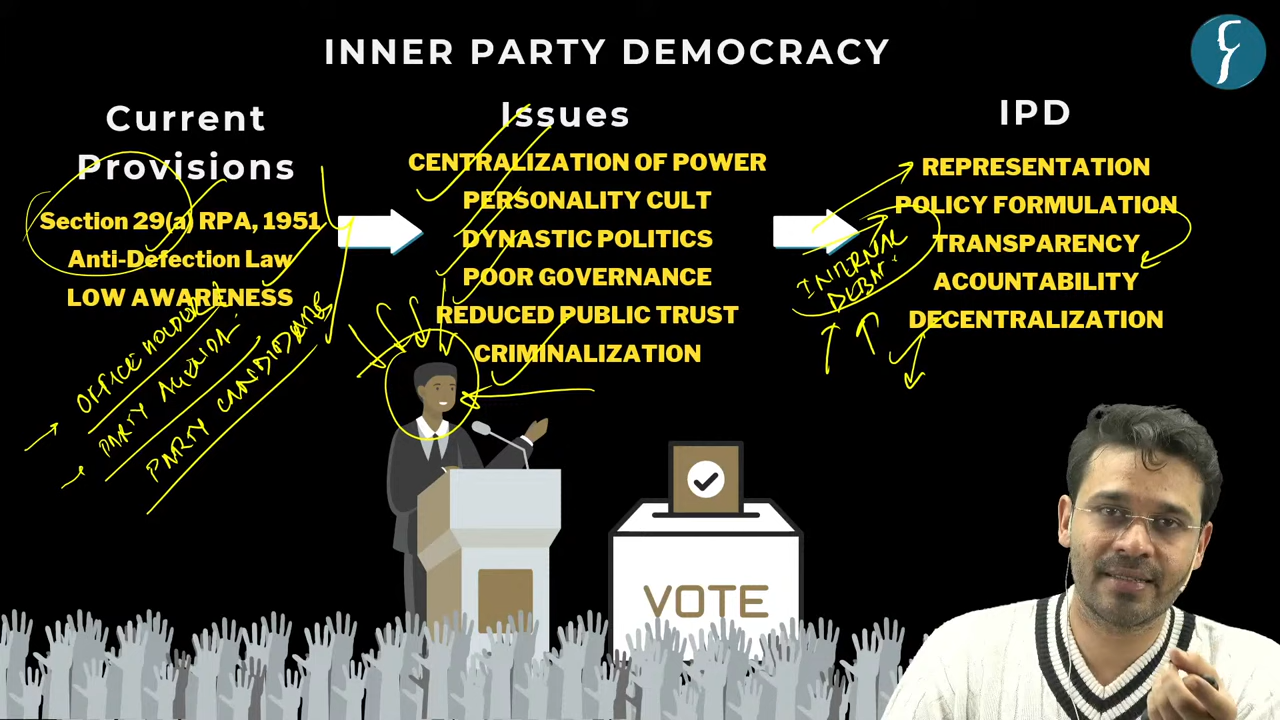 INNER PARTY DEMOCRACY
Current
Provisions
Section 29(a) RPA, 1951
Anti-Defection Law
LOW AWARENESS
OFFICE HOLDERS
PARTY AGENDA
PARTY CANDIDATES
Issues
CENTRALIZATION OF POWER
PERSONALITY CULT
DYNASTIC POLITICS
POOR GOVERNANCE
REDUCED PUBLIC TRUST
CRIMINALIZATION
IPD
REPRESENTATION
POLICY FORMULATION
TRANSPARENCY
ACOUNTABILITY
DECENTRALIZATION
INTERNAL
VOTE